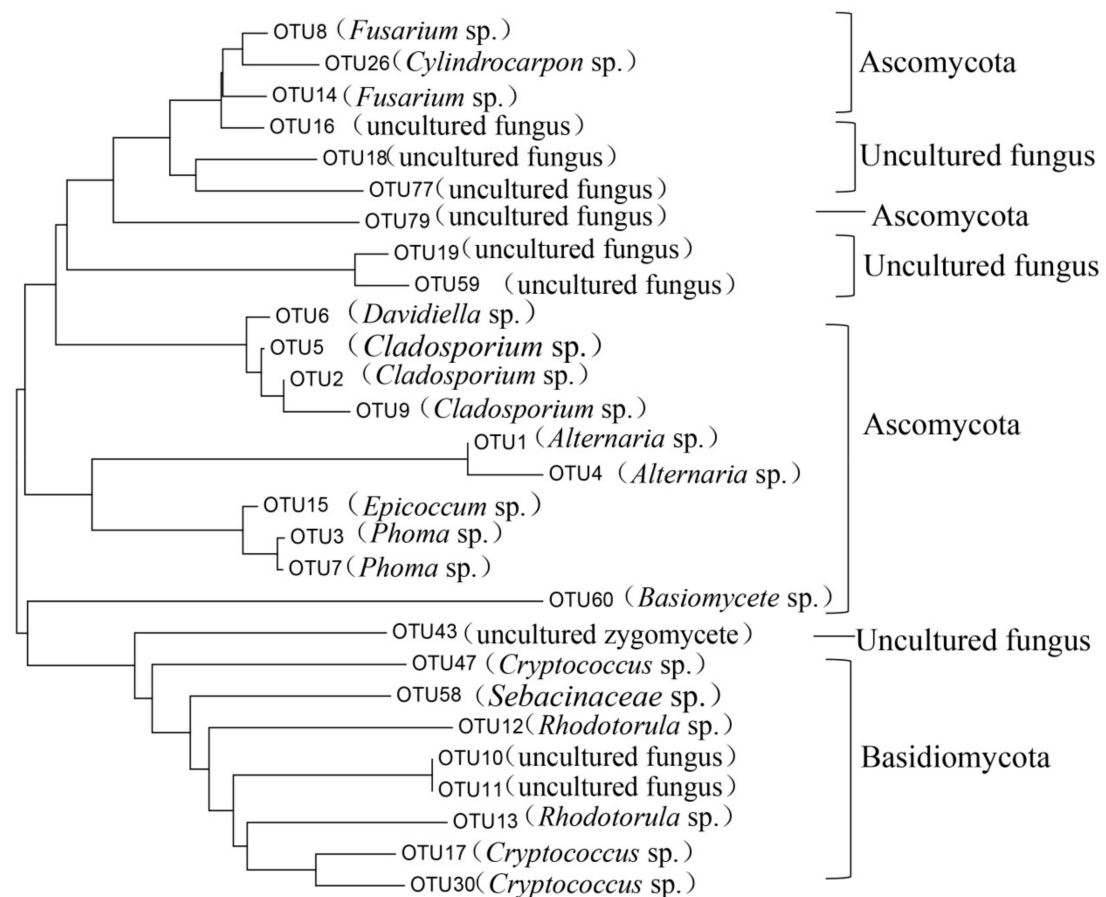 OTU8 (Fusarium sp.)
OTU26(Cylindrocarpon sp.)
OTU14(Fusarium sp.)
Ascomycota
OTU16 (uncultured fungus)
OTU18(uncultured fungus)
OTU77(uncultured fungus)
Uncultured fungus
OTU79(uncultured fungus)
Ascomycota
OTU19(uncultured fungus)
OTU59 (uncultured fungus)
Uncultured fungus
OTU6 (Davidiella sp.)
OTU5 (Cladosporium sp.)
OTU2 (Cladosporium sp.)
OTU9 (Cladosporium sp.)
OTU1 (Alternaria sp.)
OTU4 (Alternaria sp.)
OTU15 (Epicoccum sp.)
OTU3 (Phoma sp.)
OTU7(Phoma sp.)
OTU60 (Basiomycete sp.)
Ascomycota
OTU43(uncultured zygomycete)
Uncultured fungus
OTU47(Cryptococcus sp.)
OTU58 (Sebacinaceae sp.)
OTU12(Rhodotorula sp.)
OTU10(uncultured fungus)
OTU11(uncultured fungus)
OTU13 (Rhodotorula sp.)
OTU17(Cryptococcus sp.)
OTU30(Cryptococcus sp.)
Basidiomycota